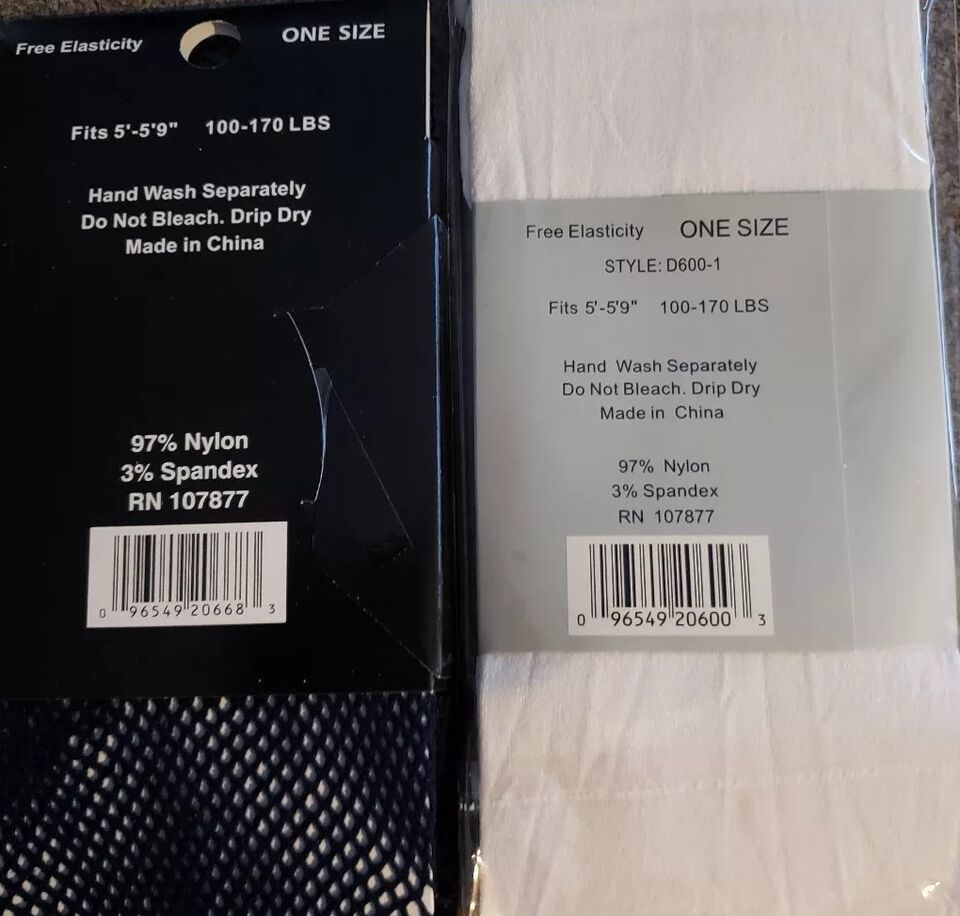 Free Elasticity ONE SIZE
Fits 5'-5'9" 100-170 LBS
Hand Wash Separately
Do Not Bleach. Drip Dry
Made in China
97% Nylon
3% Spandex
RN 107877
0 96549 20668 3
Free Elasticity ONE SIZE
STYLE: D600-1
Fits 5'-5'9" 100-170 LBS
Hand Wash Separately
Do Not Bleach. Drip Dry
Made in China
97% Nylon
3% Spandex
RN 107877
0 96549 20600 3